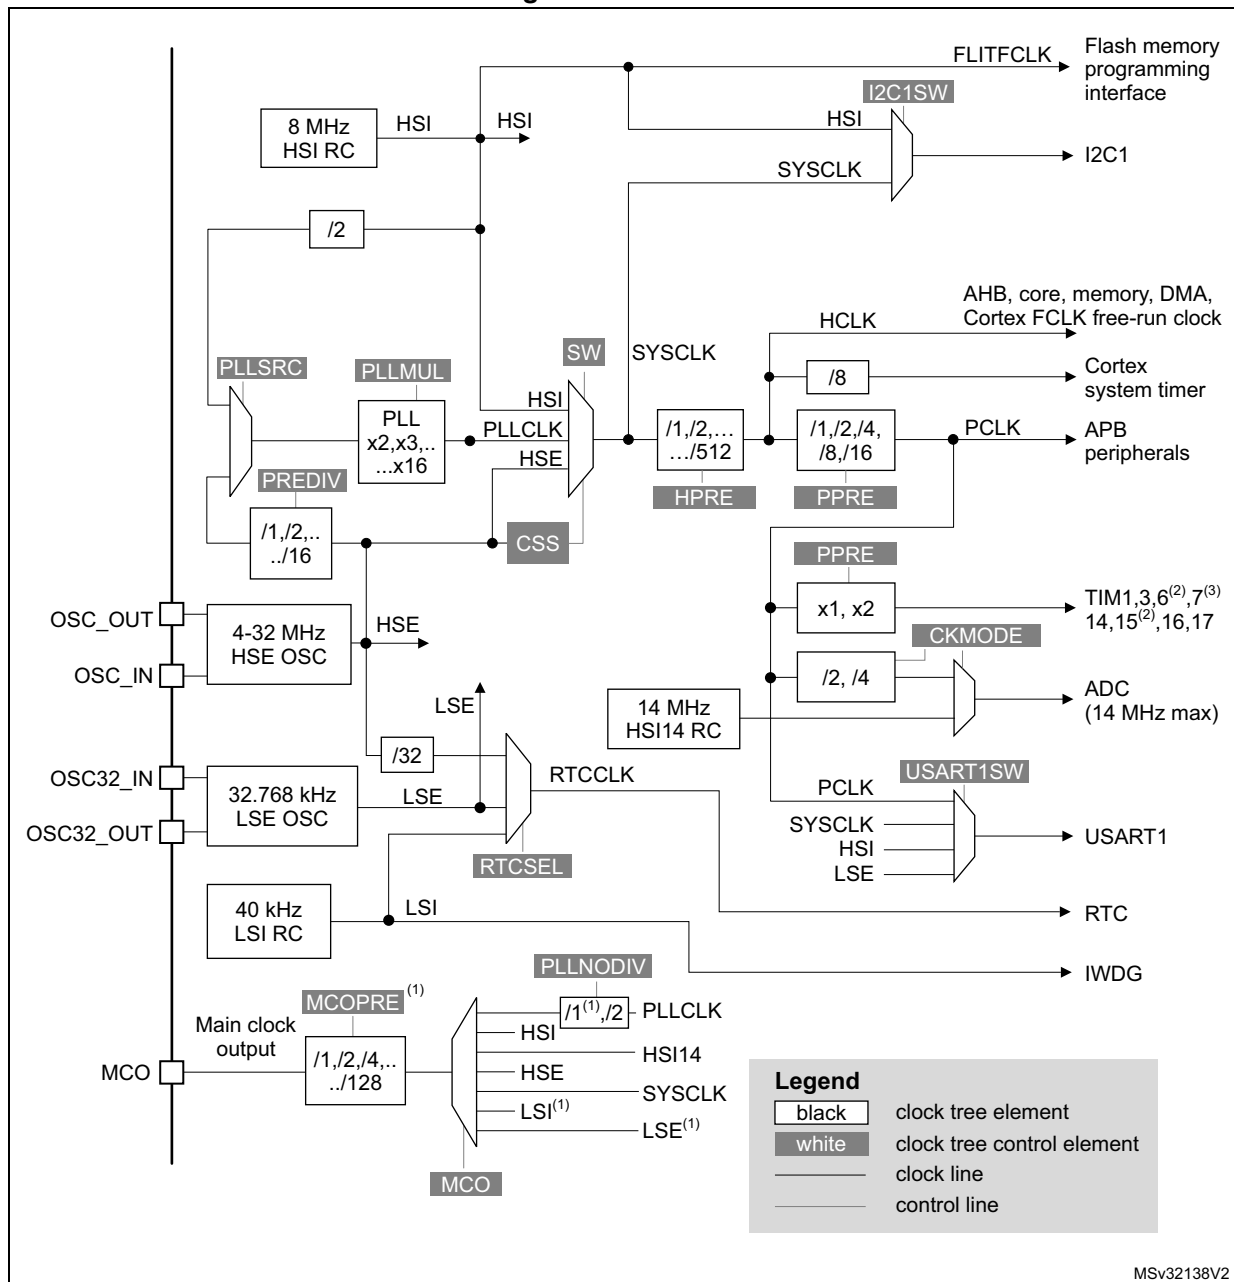 FLITFCLK
Flash memory
programming
interface
I2C1SW
8 MHz
HSI RC
HSI
HSI
HSI
I2C1
SYSCLK
/2
AHB, core, memory, DMA,
Cortex FCLK free-run clock
HCLK
SW
SYSCLK
PLLSRC
PLLMUL
/8
Cortex
system timer
HSI
PLL
x2,x3,..
...x16
PLLCLK
HSE
/1,/2,...
.../512
/1,/2,/4,
/8,/16
PCLK
APB
peripherals
PREDIV
HPRE
PPRE
/1,/2,..
../16
CSS
PPRE
OSC_OUT
4-32 MHz
HSE OSC
OSC_IN
HSE
x1, x2
TIM1,3,6(2),7(3)
14,15(2),16,17
CKMODE
/2, /4
LSE
14 MHz
HSI14 RC
ADC
(14 MHz max)
/32
RTCCLK
OSC32_IN
OSC32_OUT
32.768 kHz
LSE OSC
LSE
USART1SW
PCLK
SYSCLK
HSI
LSE
USART1
RTCSEL
40 kHz
LSI RC
LSI
RTC
IWDG
PLLNODIV
MCOPRE (1)
/1(1),/2
PLLCLK
Main clock
output
HSI
HSI14
MCO
/1,/2,/4,..
../128
HSE
SYSCLK
LSI(1)
LSE(1)
MCO
Legend
black
clock tree element
white
clock tree control element
clock line
control line
MSv32138V2